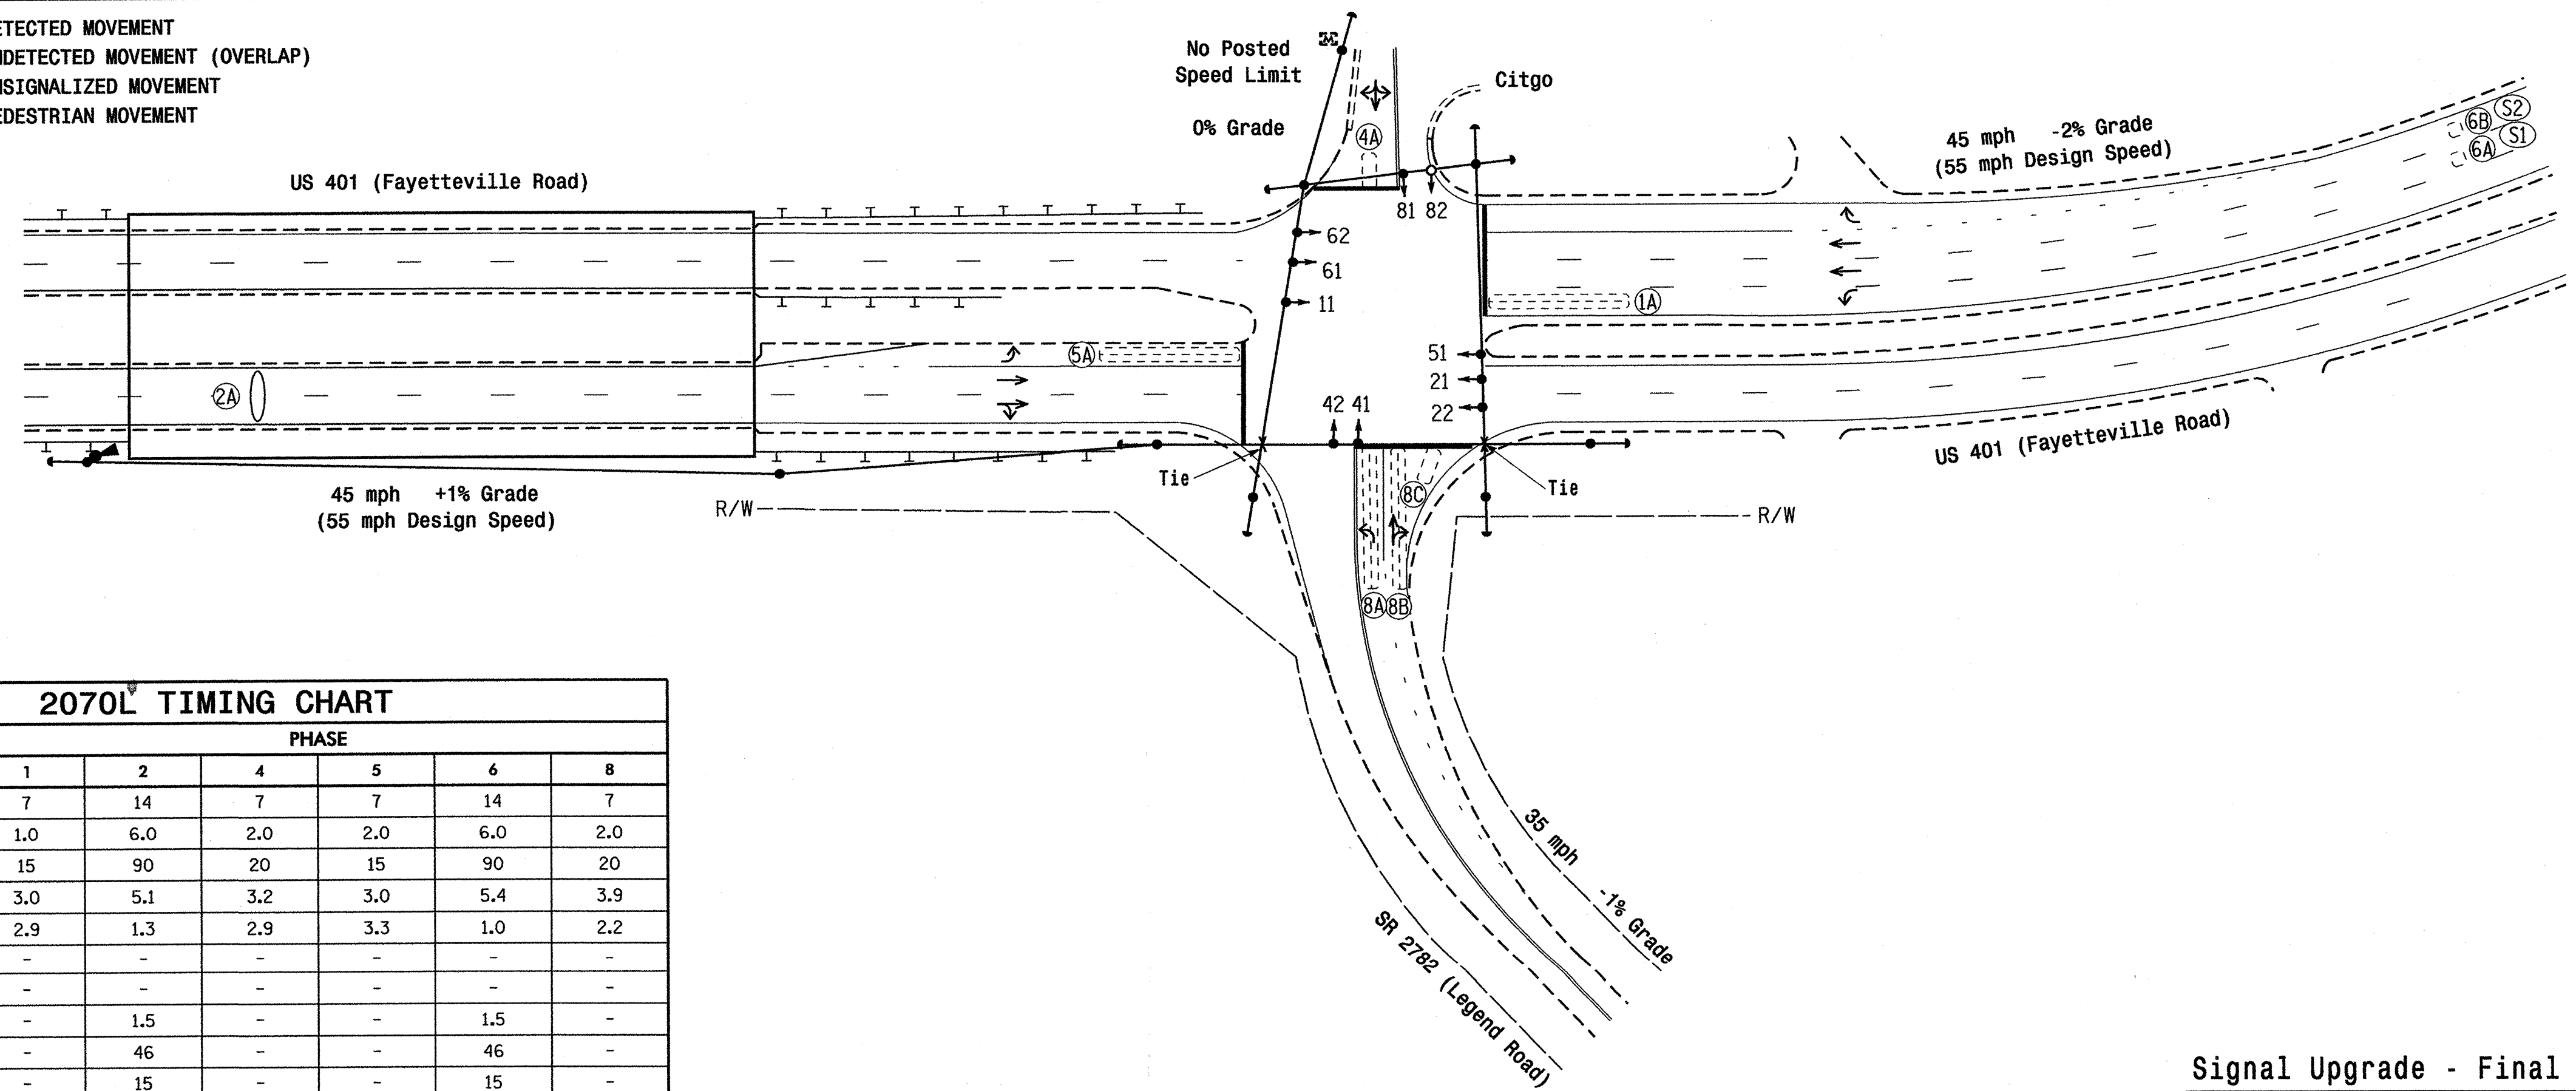 ETECTED MOVEMENT
NDETECTED MOVEMENT (OVERLAP)
NSIGNALIZED MOVEMENT
EDESTRIAN MOVEMENT
No Posted
Speed Limit
0% Grade
M
4A
Citgo
45 mph -2% Grade
(55 mph Design Speed)
6B S2
6A S1
US 401 (Fayetteville Road)
81 82
62
61
11
1A
5A
51
21
22
2A
42 41
US 401 (Fayetteville Road)
Tie
Tie
45 mph +1% Grade
(55 mph Design Speed)
R/W
R/W
8C
8A 8B
35 mph -1% Grade
SR 2782 (Legend Road)
2070L TIMING CHART
PHASE
1 2 4 5 6 8
7 14 7 7 14 7
1.0 6.0 2.0 2.0 6.0 2.0
15 90 20 15 90 20
3.0 5.1 3.2 3.0 5.4 3.9
2.9 1.3 2.9 3.3 1.0 2.2
- - - - - -
- - - - - -
- 1.5 - - 1.5 -
- 46 - - 46 -
- 15 - - 15 -
Signal Upgrade - Final